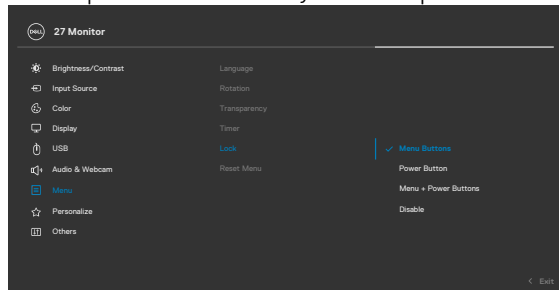 DELL 27 Monitor
Brightness/Contrast
Input Source
Color
Display
USB
Audio & Webcam
Menu
Personalize
Others
Language
Rotation
Transparency
Timer
Lock
Reset Menu
Menu Buttons
Power Button
Menu + Power Buttons
Disable
Exit